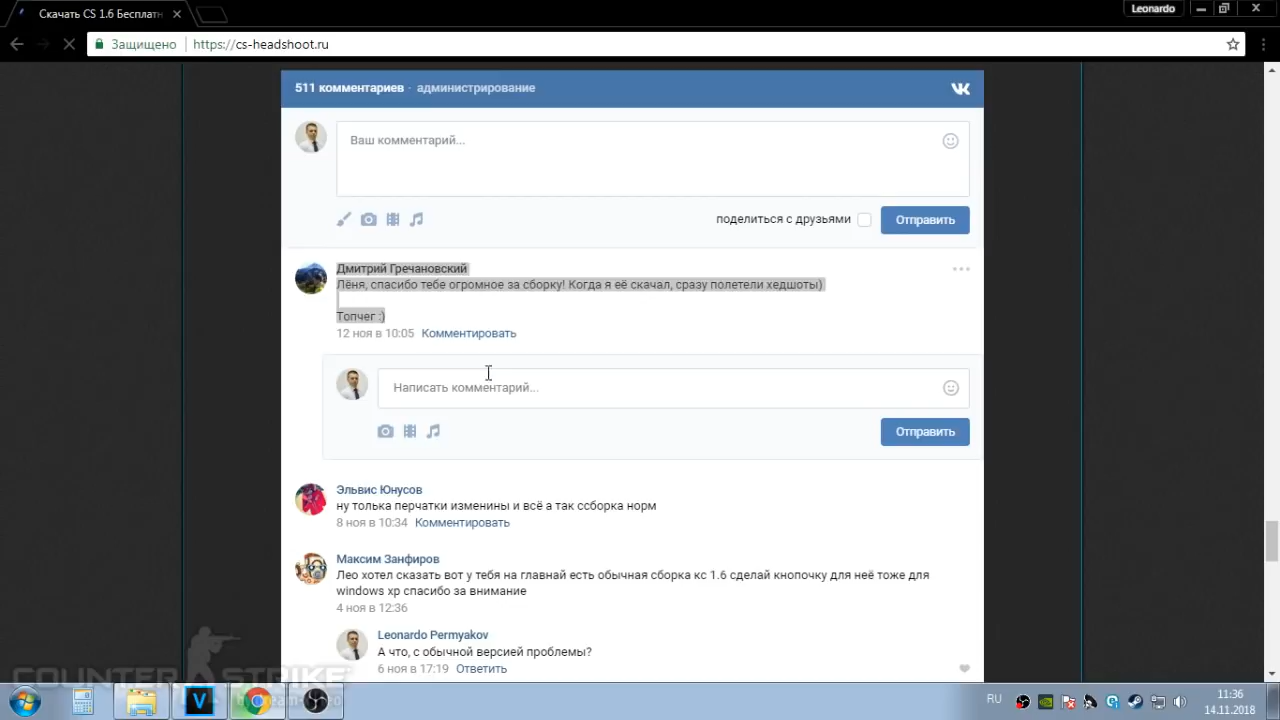 Скачать CS 1.6 Бесплатн
Leonardo
Защищено
https://cs-headshoot.ru
511 комментариев · администрирование
Ваш комментарий...
поделиться с друзьями
Отправить
Дмитрий Гречановский
Лёня, спасибо тебе огромное за сборку! Когда я её скачал, сразу полетели хедшоты)
Топчег :)
12 ноя в 10:05 Комментировать
Написать комментарий...
Отправить
Эльвис Юнусов
ну толька перчатки изменины и всё а так ссборка норм
8 ноя в 10:34 Комментировать
Максим Занфиров
Лео хотел сказать вот у тебя на главнай есть обычная сборка кс 1.6 сделай кнопочку для неё тоже для
windows xp спасибо за внимание
4 ноя в 12:36
Leonardo Permyakov
А что, с обычной версией проблемы?
6 ноя в 17:19 Ответить
COUNTER STRIKE
RU
11:36
14.11.2018